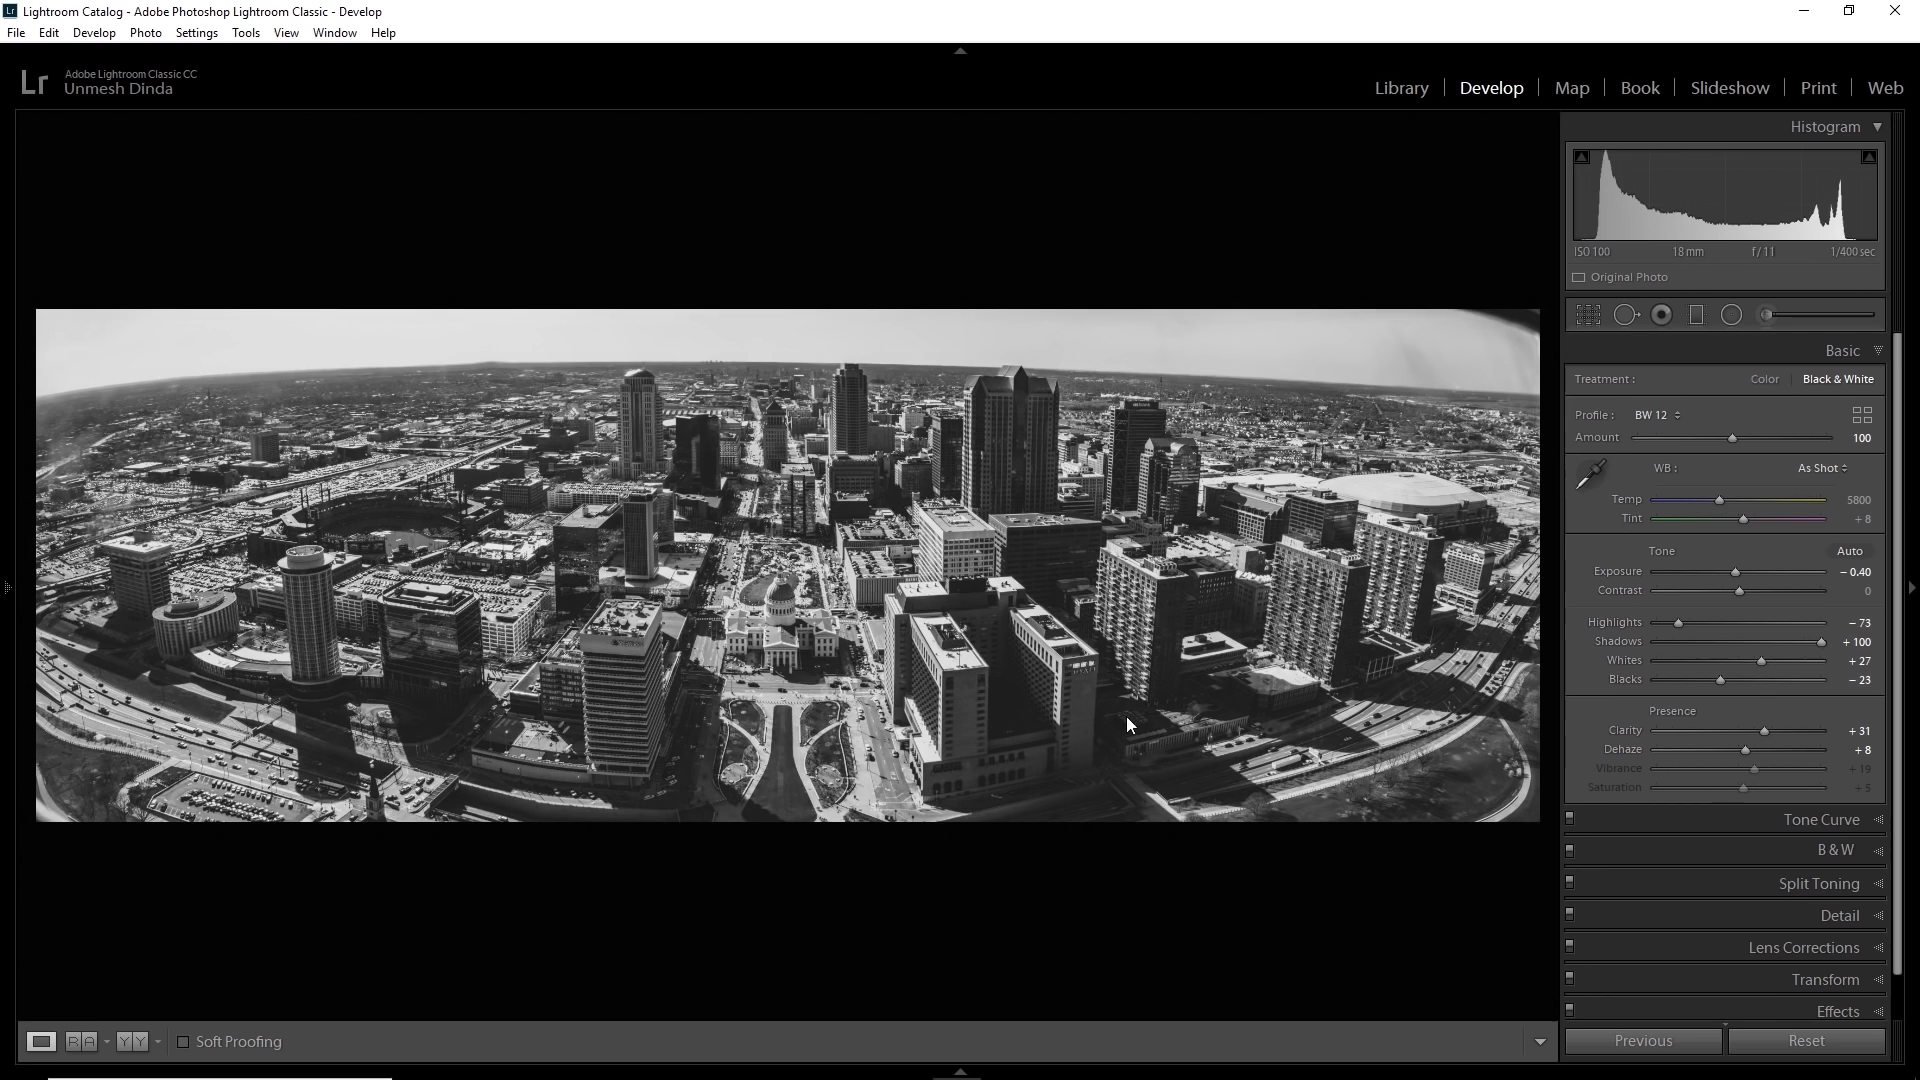 Lr Lightroom Catalog - Adobe Photoshop Lightroom Classic - Develop
File Edit Develop Photo Settings Tools View Window Help
Lr Adobe Lightroom Classic CC
Unmesh Dinda
Library | Develop | Map | Book | Slideshow | Print | Web
Histogram
ISO 100 18 mm f / 11 1/400 sec
Original Photo
Basic
Treatment : Color Black & White
Profile : BW 12
Amount 100
WB : As Shot
Temp 5800
Tint + 8
Tone Auto
Exposure − 0.40
Contrast 0
Highlights − 73
Shadows + 100
Whites + 27
Blacks − 23
Presence
Clarity + 31
Dehaze + 8
Vibrance + 19
Saturation + 5
Tone Curve
B & W
Split Toning
Detail
Lens Corrections
Transform
Effects
R A Y Y Soft Proofing
Previous Reset